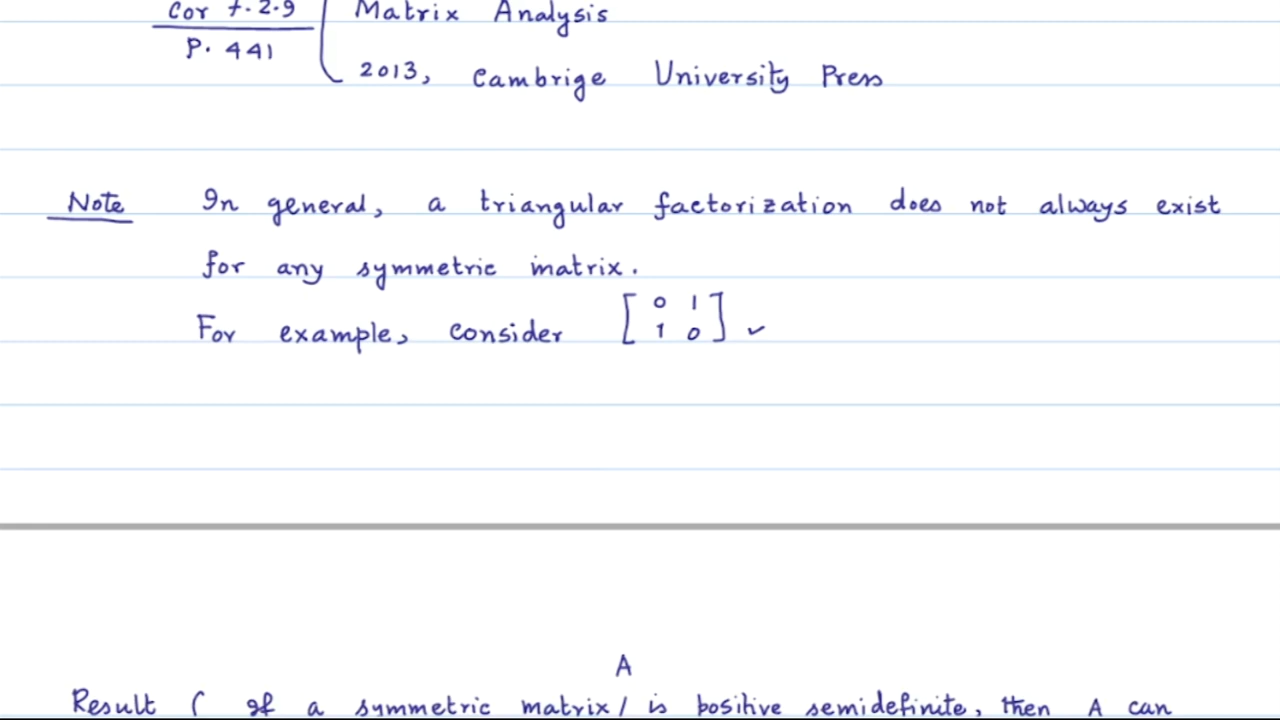 Cor 7.2.9 Matrix Analysis
P. 441
2013, Cambrige University Press
Note In general, a triangular factorization does not always exist
for any symmetric matrix.
For example, consider [ 0 1
1 0 ] ✓
A
Result ( If a symmetric matrix / is positive semidefinite, then A can